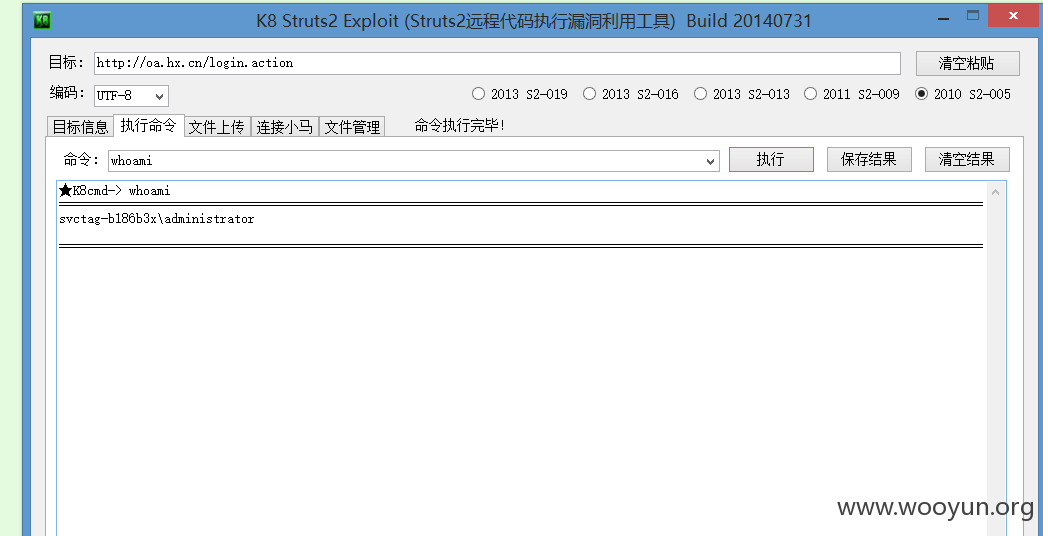 K8 Struts2 Exploit (Struts2远程代码执行漏洞利用工具) Build 20140731
目标: http://oa.hx.cn/login.action 清空粘贴
编码: UTF-8 2013 S2-019 2013 S2-016 2013 S2-013 2011 S2-009 2010 S2-005
目标信息 执行命令 文件上传 连接小马 文件管理 命令执行完毕!
命令: whoami 执行 保存结果 清空结果
★K8cmd-> whoami
svctag-b186b3x\administrator
www.wooyun.org